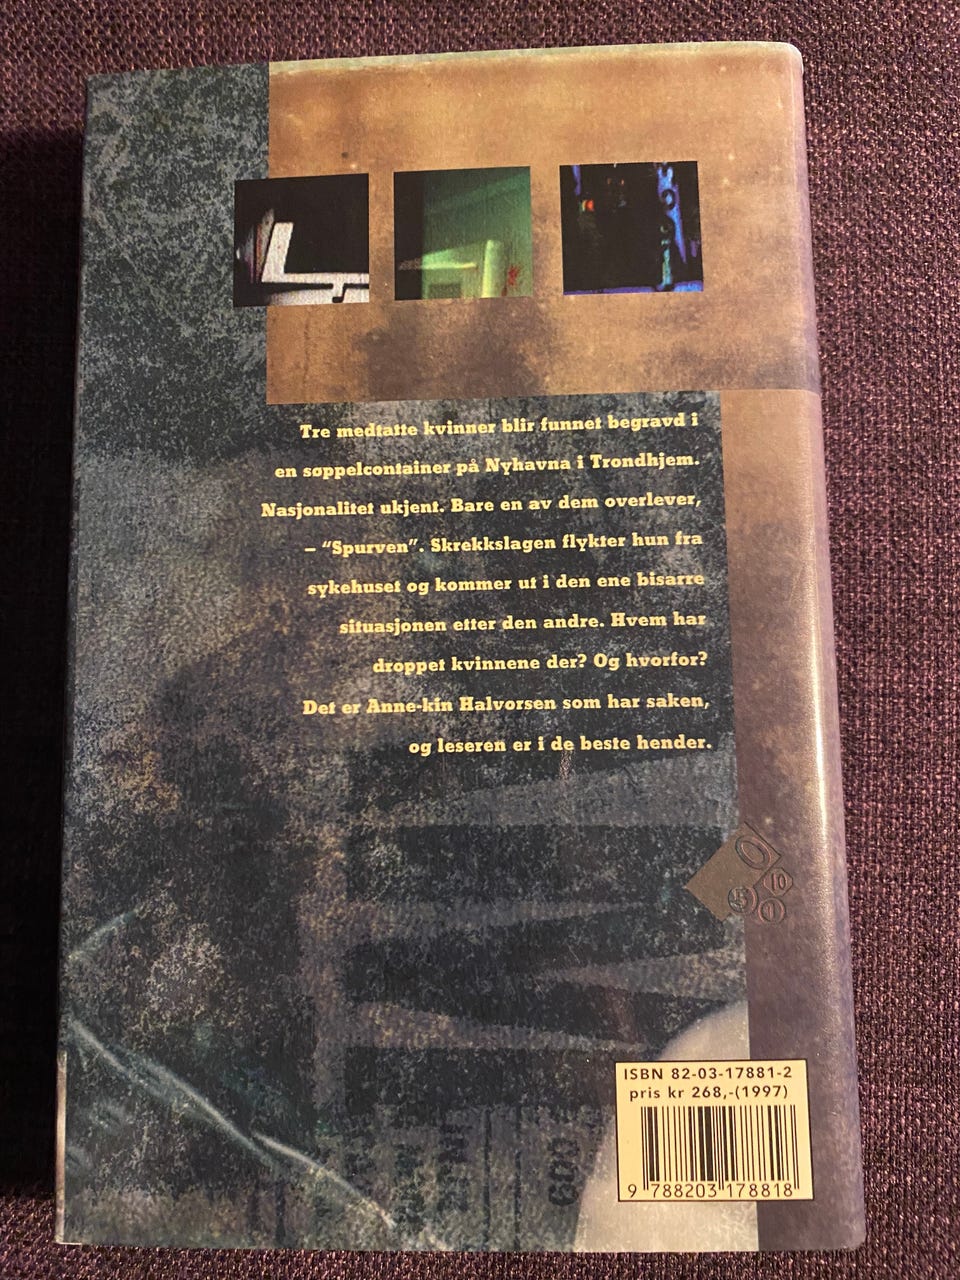 Tre medtatte kvinner blir funnet begravd i
en søppelcontainer på Nyhavna i Trondhjem.
Nasjonalitet ukjent. Bare en av dem overlever,
– “Spurven”. Skrekkslagen flykter hun fra
sykehuset og kommer ut i den ene bisarre
situasjonen etter den andre. Hvem har
droppet kvinnene der? Og hvorfor?
Det er Anne-kin Halvorsen som har saken,
og leseren er i de beste hender.
10
ISBN 82-03-17881-2
pris kr 268,-(1997)
9 788203 178818